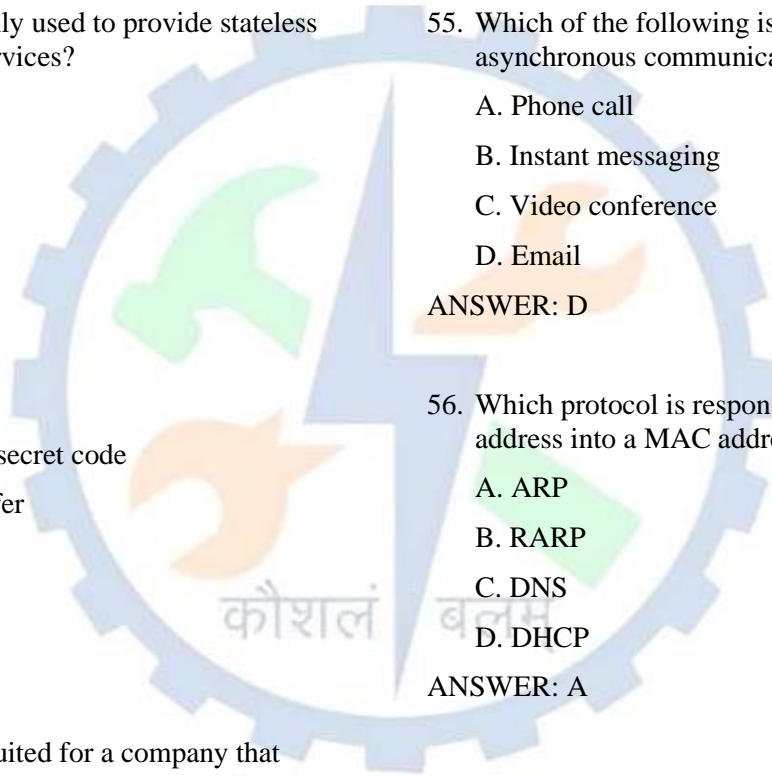 ly used to provide stateless
vices?
secret code
fer
uited for a company that
55. Which of the following is
asynchronous communica
A. Phone call
B. Instant messaging
C. Video conference
D. Email
ANSWER: D
56. Which protocol is respon
address into a MAC addre
A. ARP
B. RARP
C. DNS
D. DHCP
ANSWER: A
कौशलं बलम्